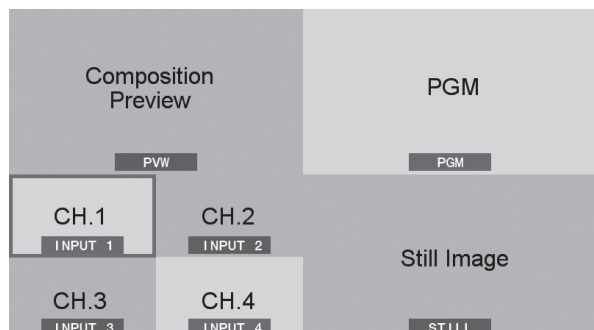 Composition
Preview
PVW
PGM
PGM
CH.1
INPUT 1
CH.2
INPUT 2
CH.3
INPUT 3
CH.4
INPUT 4
Still Image
STILL